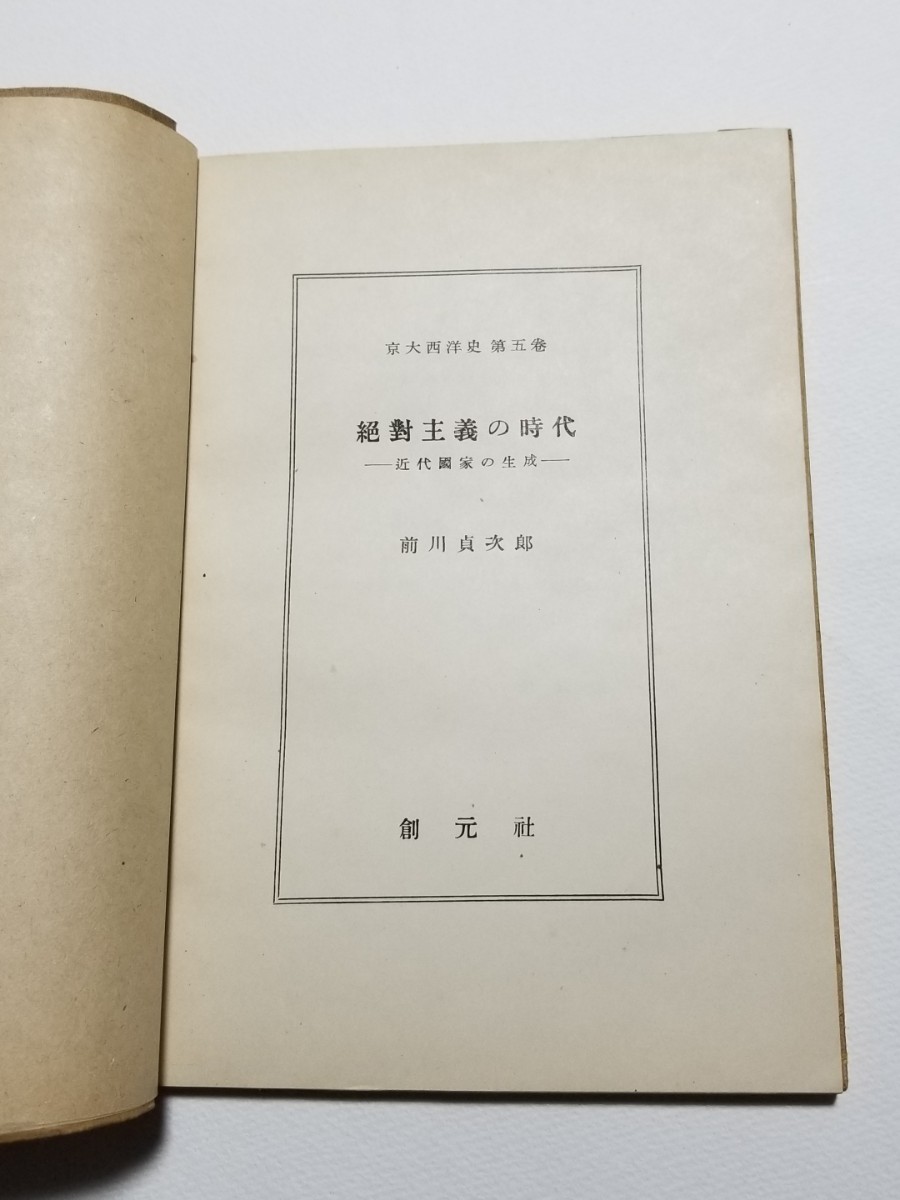 京大西洋史 第五卷
絕對主義の時代
──近代國家の生成──
前川貞次郎
創元社